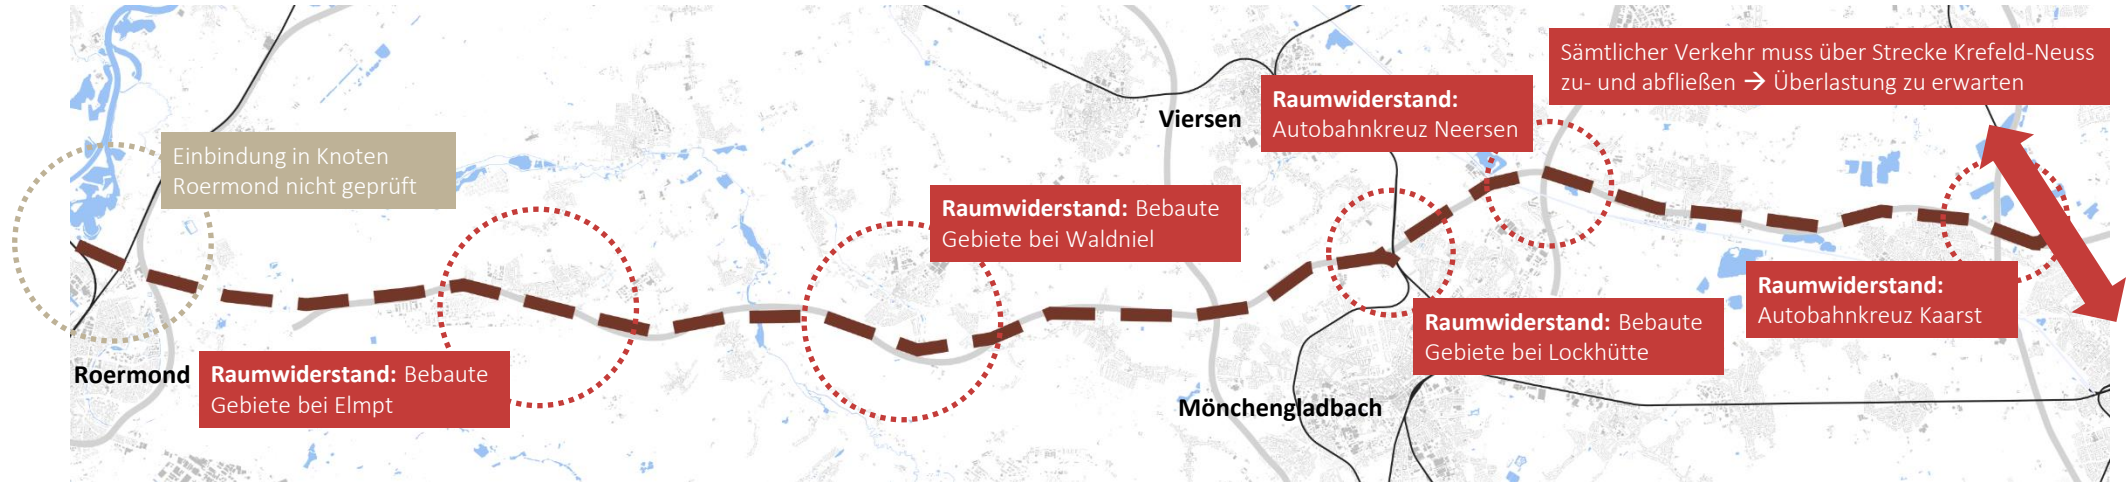 Sämtlicher Verkehr muss über Strecke Krefeld-Neuss
zu- und abfließen → Überlastung zu erwarten
Viersen
Raumwiderstand:
Autobahnkreuz Neersen
Einbindung in Knoten
Roermond nicht geprüft
Raumwiderstand: Bebaute
Gebiete bei Waldniel
Raumwiderstand:
Autobahnkreuz Kaarst
Raumwiderstand: Bebaute
Gebiete bei Lockhütte
Roermond
Raumwiderstand: Bebaute
Gebiete bei Elmpt
Mönchengladbach